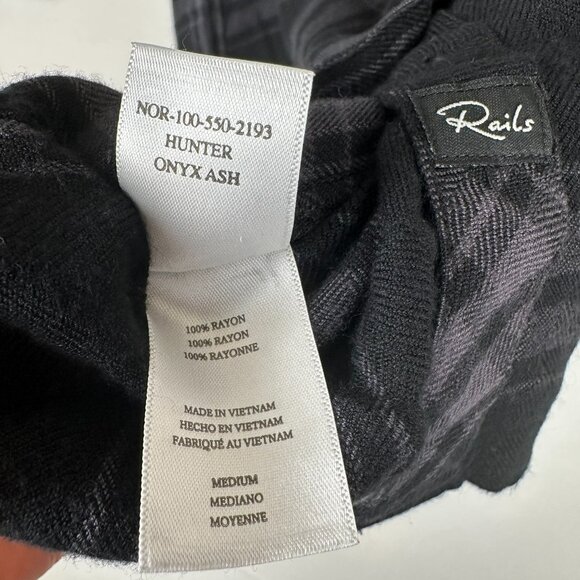 NOR-100-550-2193
HUNTER
ONYX ASH
Rails
100% RAYON
100% RAYON
100% RAYONNE
MADE IN VIETNAM
HECHO EN VIETNAM
FABRIQUÉ AU VIETNAM
MEDIUM
MEDIANO
MOYENNE